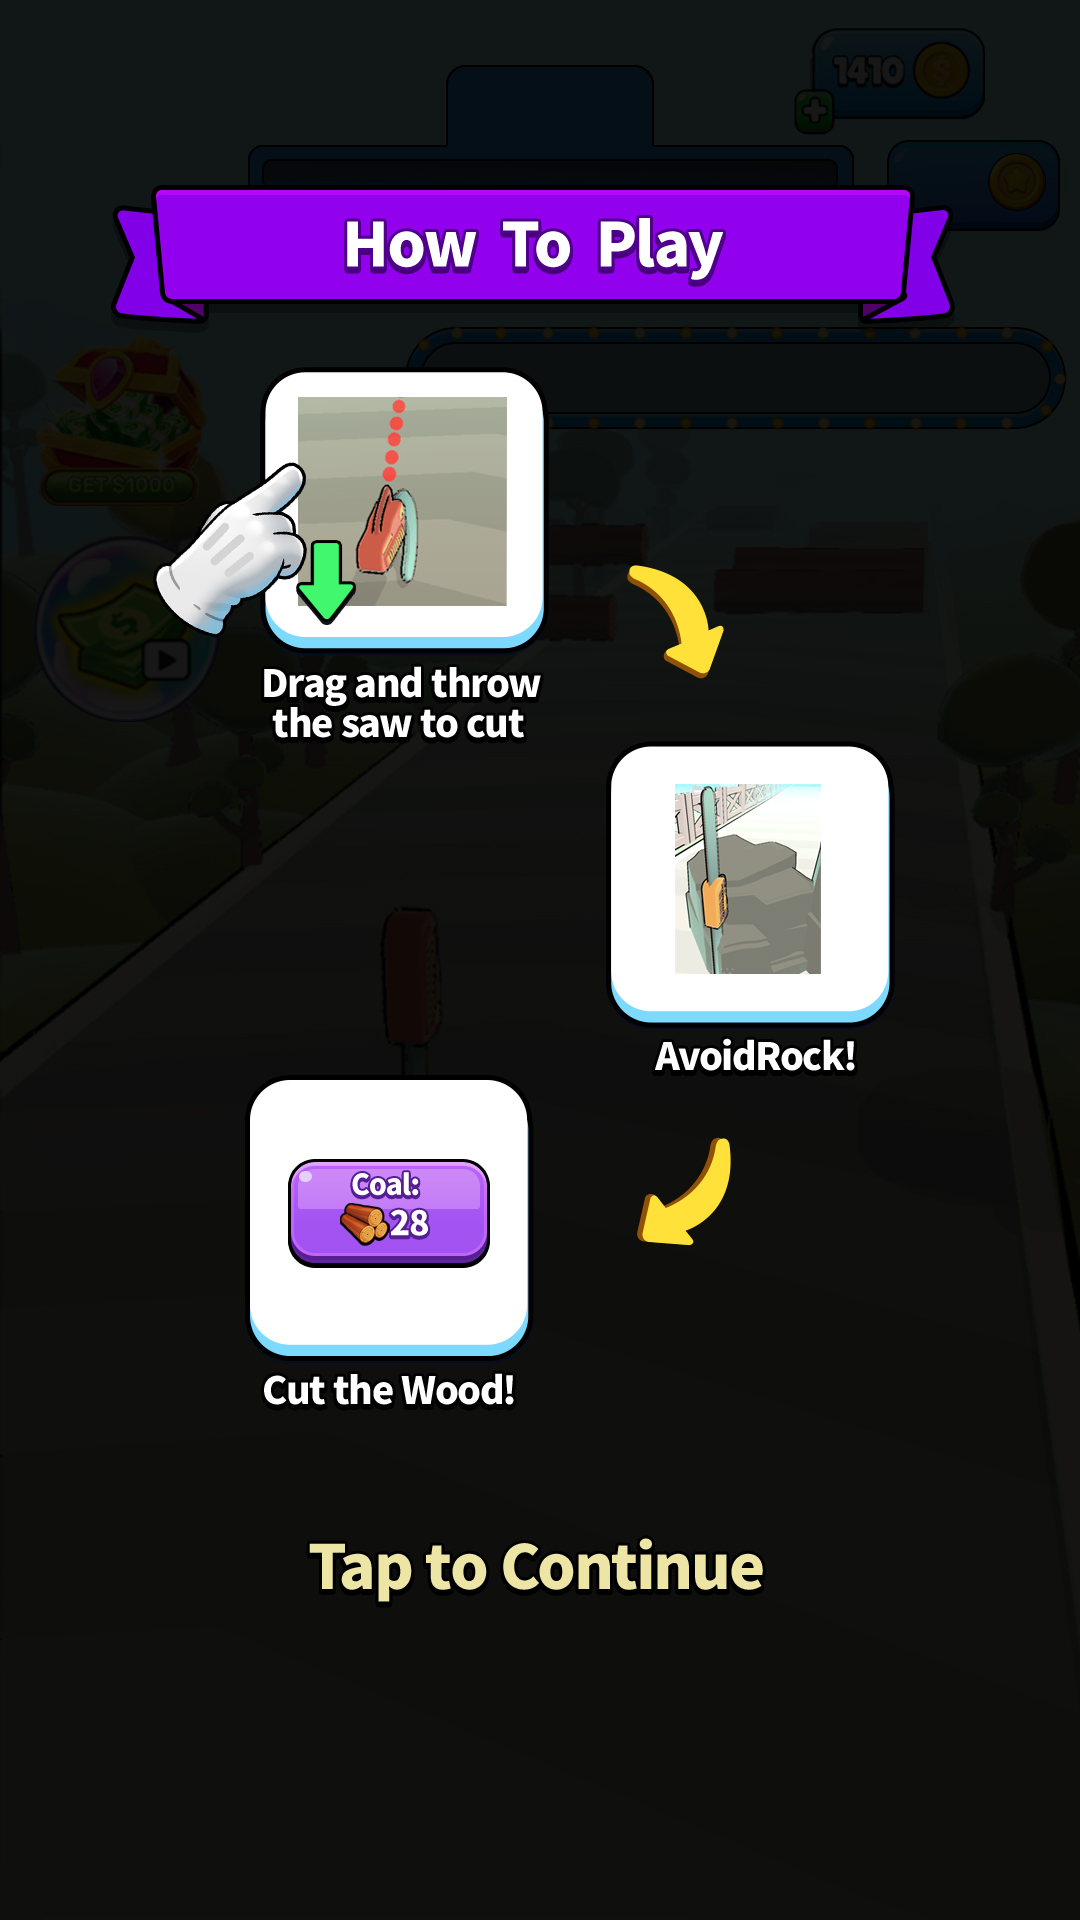 1410
How To Play
GET $1000
Drag and throw
the saw to cut
AvoidRock!
Coal:
28
Cut the Wood!
Tap to Continue